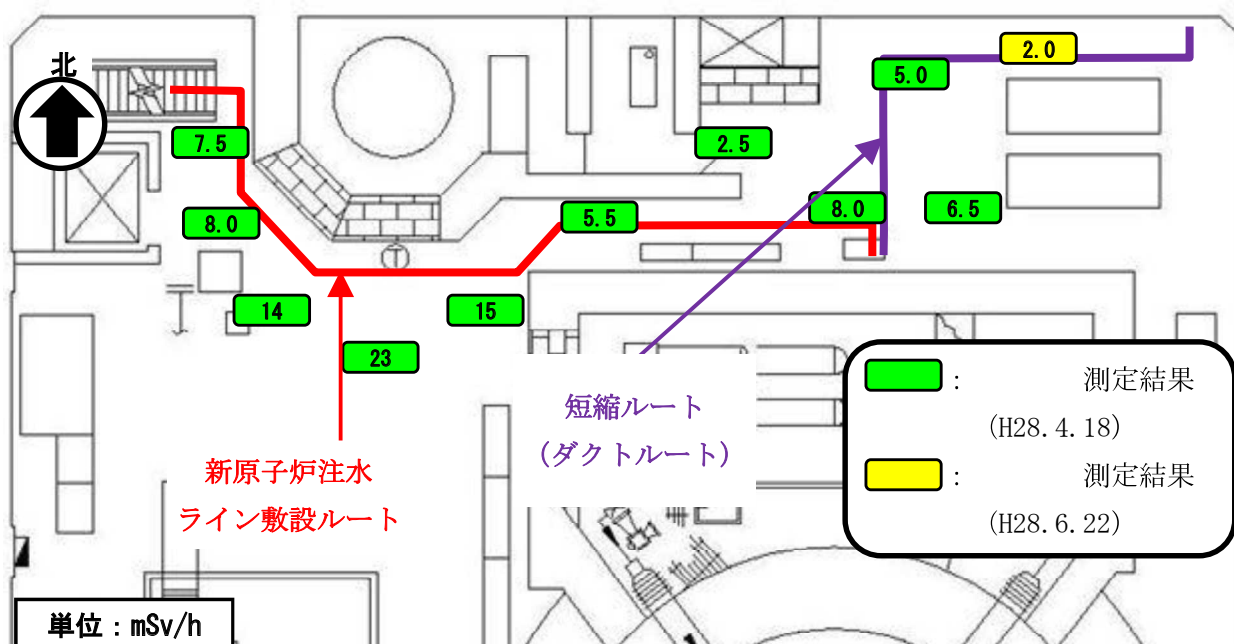 北
2.0
5.0
7.5
2.5
8.0
5.5
8.0
6.5
14
15
23
短縮ルート
(ダクトルート)
新原子炉注水
ライン敷設ルート
: 測定結果
(H28.4.18)
: 測定結果
(H28.6.22)
単位：mSv/h